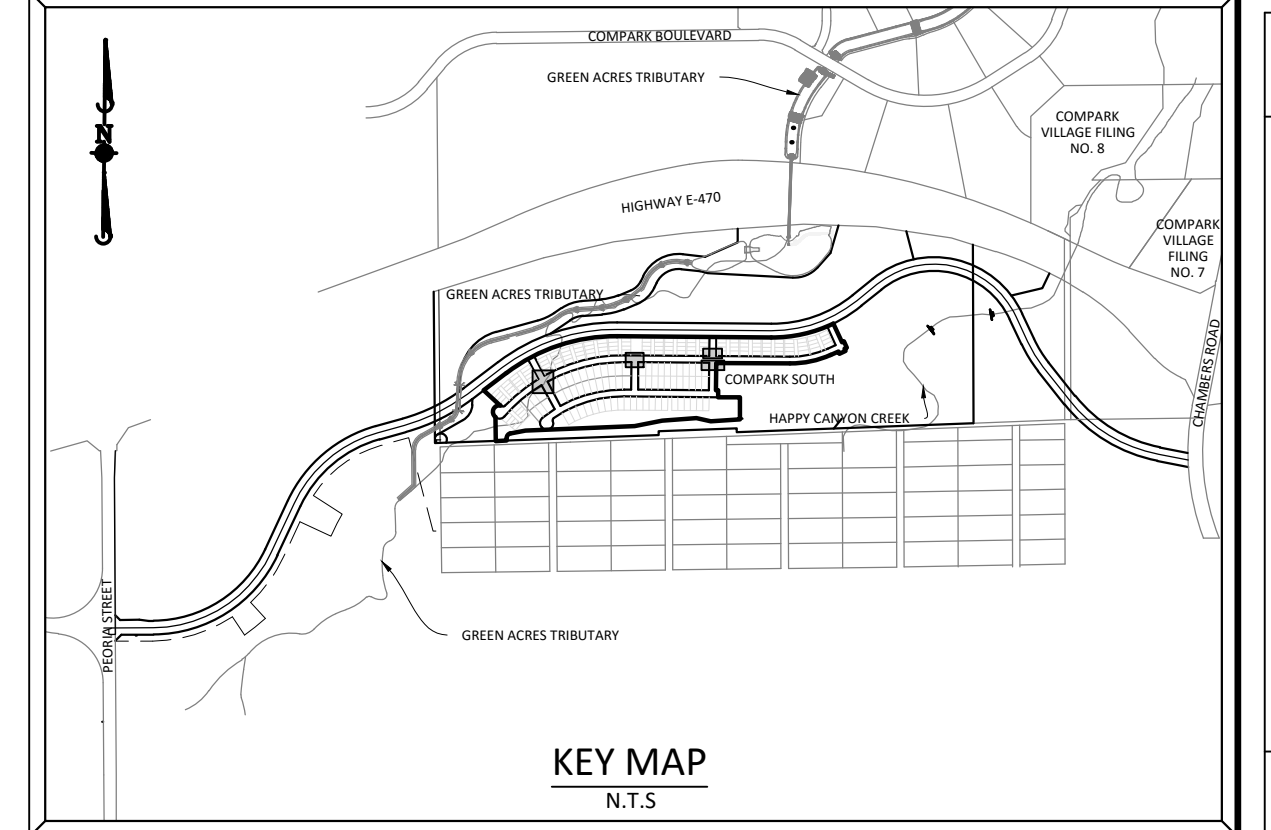 COMPARK BOULEVARD
GREEN ACRES TRIBUTARY
N
COMPARK
VILLAGE FILING
NO. 8
HIGHWAY E-470
COMPARK
VILLAGE
FILING
NO. 7
GREEN ACRES TRIBUTARY
CHAMBERS ROAD
COMPARK SOUTH
HAPPY CANYON CREEK
PEORIA STREET
GREEN ACRES TRIBUTARY
KEY MAP
N.T.S